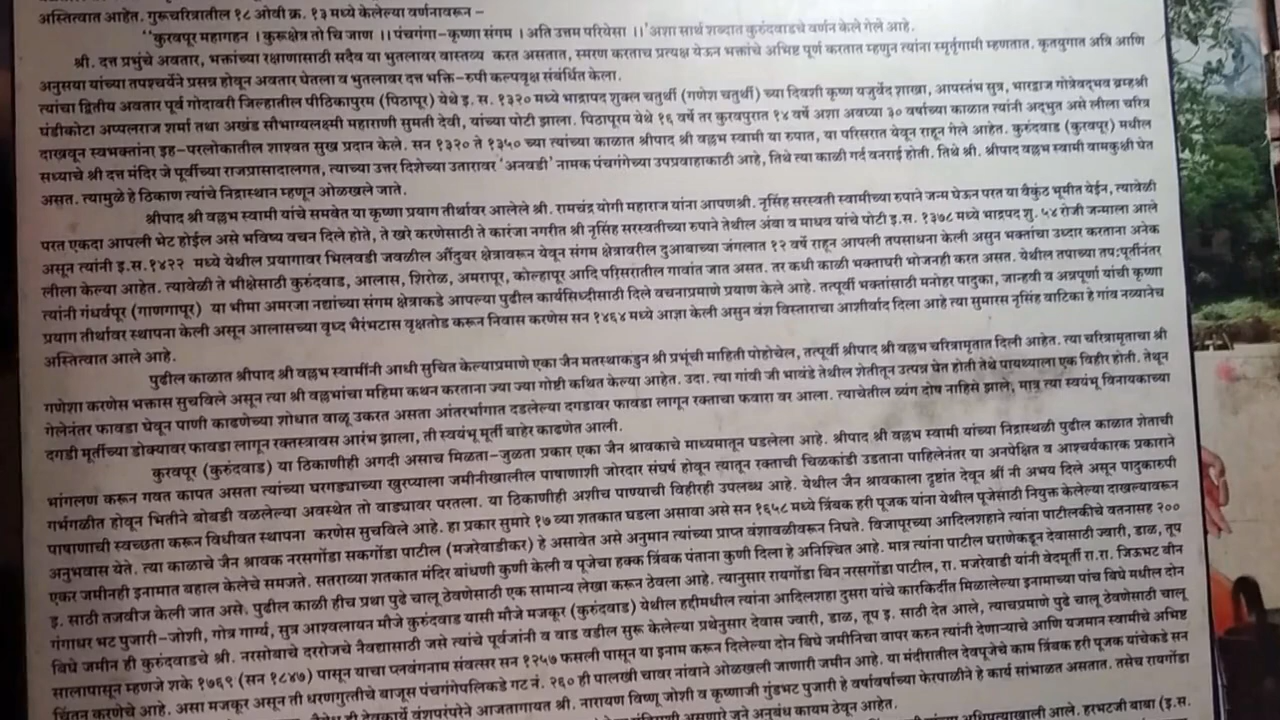 अस्तित्वात आहेत. गुरूचरित्रातील १८ ओवी क्र. १३ मध्ये केलेल्या वर्णनावरून -
“कुरवपूर महागहन । कुरूक्षेत्र तो चि जाण ।। पंचगंगा-कृष्णा संगम । अति उत्तम परियेसा ।।' अशा सार्थ शब्दात कुरुंदवाडचे वर्णन केले गेले आहे.
श्री. दत्त प्रभुंचे अवतार, भक्तांच्या रक्षाणासाठी सदैव या भुतलावर वास्तव्य करत असतात, स्मरण करताच प्रत्यक्ष येऊन भक्तांचे अभिष्ट पूर्ण करतात म्हणुन त्यांना स्मृर्तृगामी म्हणतात. कृतयुगात अत्रि आणि
अनुसया यांच्या तपश्चर्येने प्रसन्न होवून अवतार घेतला व भुतलावर दत्त भक्ति-रुपी कल्पवृक्ष संबंर्धित केला.
त्यांचा द्वितीय अवतार पूर्व गोदावरी जिल्हातील पीठिकापुरम (पिठापूर) येथे इ. स. १३२० मध्ये भाद्रापद शुक्ल चतुर्थी (गणेश चतुर्थी) च्या दिवशी कृष्ण यजुर्वेद शाखा, आपस्तंभ सुत्र, भारद्वाज गोत्रेवद्भव ब्रम्हश्री
घंडीकोटा अप्पलराज शर्मा तथा अखंड सौभाग्यलक्ष्मी महाराणी सुमती देवी, यांच्या पोटी झाला. पिठापूरम येथे १६ वर्षे तर कुरवपुरात १४ वर्षे अशा अवघ्या ३० वर्षाच्या काळात त्यांनी अद्‌भुत असे लीला चरित्र
दाखवून स्वभक्तांना इह-परलोकातील शाश्वत सुख प्रदान केले. सन १३२० ते १३५० च्या त्यांच्या काळात श्रीपाद श्री वल्लभ स्वामी या रुपात, या परिसरात येवून राहून गेले आहेत. कुरुंदवाड (कुरवपूर) मधील
सध्याचे श्री दत्त मंदिर जे पूर्वीच्या राजप्रासादालगत, त्याच्या उत्तर दिशेच्या उतारावर 'अनवडी' नामक पंचगंगेच्या उपप्रवाहाकाठी आहे, तिथे त्या काळी गर्द वनराई होती. तिथे श्री. श्रीपाद वल्लभ स्वामी वामकुक्षी घेत
असत. त्यामुळे हे ठिकाण त्यांचे निद्रास्थान म्हणून ओळखले जाते.
श्रीपाद श्री वल्लभ स्वामी यांचे समवेत या कृष्णा प्रयाग तीर्थावर आलेले श्री. रामचंद्र योगी महाराज यांना आपणश्री. नृसिंह सरस्वती स्वामीच्या रुपाने जन्म घेऊन परत या वैकुंठ भूमीत येईन, त्यावेळी
परत एकदा आपली भेट होईल असे भविष्य वचन दिले होते, ते खरे करणेसाठी ते कारंजा नगरीत श्री नृसिंह सरस्वतीच्या रुपाने तेथील अंबा व माधव यांचे पोटी इ.स. १३७८ मध्ये भाद्रपद शु. ५४ रोजी जन्माला आले
असून त्यांनी इ.स.१४२२ मध्ये येथील प्रयागावर भिलवडी जवळील औंदुबर क्षेत्रावरून येवून संगम क्षेत्रावरील दुआबाच्या जंगलात १२ वर्षे राहून आपली तपसाधना केली असुन भक्तांचा उध्दार करताना अनेक
लीला केल्या आहेत. त्यावेळी ते भीक्षेसाठी कुरुंदवाड, आलास, शिरोळ, अमरापूर, कोल्हापूर आदि परिसरातील गावांत जात असत. तर कधी काळी भक्ताघरी भोजनही करत असत. येथील तपाच्या तपःपूर्तीनंतर
त्यांनी गंधर्वपूर (गाणगापूर) या भीमा अमरजा नद्यांच्या संगम क्षेत्राकडे आपल्या पुढील कार्यसिध्दीसाठी दिले वचनाप्रमाणे प्रयाण केले आहे. तत्पूर्वी भक्तांसाठी मनोहर पादुका, जान्हवी व अन्नपूर्णा यांची कृष्णा
प्रयाग तीर्थावर स्थापना केली असून आलासच्या वृध्द भैरंभटास वृक्षतोड करून निवास करणेस सन १४६४ मध्ये आज्ञा केली असुन वंश विस्ताराचा आशीर्वाद दिला आहे त्या सुमारस नृसिंह वाटिका हे गांव नव्यानेच
अस्तित्वात आले आहे.
पुढील काळात श्रीपाद श्री वल्लभ स्वामींनी आधी सुचित केल्याप्रमाणे एका जैन मतस्थाकडुन श्री प्रभूंची माहिती पोहोचेल, तत्पूर्वी श्रीपाद श्री वल्लभ चरित्रामृतात दिली आहेत. त्या चरित्रामृताचा श्री
गणेशा करणेस भक्तास सुचविले असून त्या श्री वल्लभांचा महिमा कथन करताना ज्या ज्या गोष्टी कथित केल्या आहेत. उदा. त्या गांवी जी भावंडे तेथील शेतीतून उत्पन्न घेत होती तेथे पायथ्याला एक विहीर होती. तेथून
गेलेनंतर फावडा घेवून पाणी काढणेच्या शोधात वाळू उकरत असता आंतरर्भागात दडलेल्या दगडावर फावडा लागून रक्ताचा फवारा वर आला. त्याचेतील व्यंग दोष नाहिसे झाले, मात्र त्या स्वयंभू विनायकाच्या
दगडी मूर्तीच्या डोक्यावर फावडा लागून रक्तस्त्रावस आरंभ झाला, ती स्वयंभू मूर्ती बाहेर काढणेत आली.
कुरवपूर (कुरुंदवाड) या ठिकाणीही अगदी असाच मिळता-जुळता प्रकार एका जैन श्रावकाचे माध्यमातून घडलेला आहे. श्रीपाद श्री वल्लभ स्वामी यांच्या निद्रास्थळी पुढील काळात शेताची
भांगलण करून गवत कापत असता त्यांच्या घरगड्याच्या खुरप्याला जमीनीखालील पाषाणाशी जोरदार संघर्ष होवून त्यातून रक्ताची चिळकांडी उडताना पाहिलेनंतर या अनपेक्षित व आश्चर्यकारक प्रकाराने
गर्भगळीत होवून भितीने बोबडी वळलेल्या अवस्थेत तो वाड्यावर परतला. या ठिकाणीही अशीच पाण्याची विहीरही उपलब्ध आहे. येथील जैन श्रावकाला दृष्टांत देवून श्रीं नी अभय दिले असून पादुकारुपी
पाषाणाची स्वच्छता करून विधीवत स्थापना करणेस सुचविले आहे. हा प्रकार सुमारे १७ व्या शतकात घडला असावा असे सन १६५८ मध्ये त्रिंबक हरी पूजक यांना येथील पूजेसाठी नियुक्त केलेल्या दाखल्यावरून
अनुभवास येते. त्या काळाचे जैन श्रावक नरसगोंडा सकगोंडा पाटील (मजरेवाडीकर) हे असावेत असे अनुमान त्यांच्या प्राप्त वंशावळीवरून निघते. विजापूरच्या आदिलशहाने त्यांना पाटीलकीचे वतनासह २००
एकर जमीनही इनामात बहाल केलेचे समजते. सतराव्या शतकात मंदिर बांधणी कुणी केली व पूजेचा हक्क त्रिंबक पंताना कुणी दिला हे अनिश्चित आहे. मात्र त्यांना पाटील घराणेकडून देवासाठी ज्वारी, डाळ, तूप
इ. साठी तजवीज केली जात असे. पुढील काळी हीच प्रथा पुढे चालू ठेवणेसाठी एक सामान्य लेखा करून ठेवला आहे. त्यानुसार रायगोंडा बिन नरसगोंडा पाटील, रा. मजरेवाडी यांनी वेदमूर्ती रा.रा. जिऊभट बीन
गंगाधर भट पुजारी-जोशी, गोत्र गार्ग्य, सुत्र आश्वलायन मौजे कुरुंदवाड यासी मौजे मजकूर (कुरुंदवाड) येथील हद्दीमधील त्यांना आदिलशहा दुसरा यांचे कारकिर्दीत मिळालेल्या इनामाच्या पांच बिघे मधील दोन
बिघे जमीन ही कुरुंदवाडचे श्री. नरसोबाचे दररोजचे नैवद्यासाठी जसे त्यांचे पूर्वजांनी व वाड वडील सुरू केलेल्या प्रथेनुसार देवास ज्वारी, डाळ, तूप इ. साठी देत आले, त्याचप्रमाणे पुढे चालू ठेवणेसाठी चालू
सालापासून म्हणजे शके १७६९ (सन १८४७) पासून याचा प्लवंगनाम संवत्सर सन १२५७ फसली पासून या इनाम करून दिलेल्या दोन बिघे जमीनिचा वापर करुन त्यांनी देणाऱ्याचे आणि यजमान स्वामीचे अभिष्ट
चिंतन करणेचे आहे. असा मजकूर असून ती धरणगुत्तीचे बाजूस पंचगंगेपलिकडे गट नं. २६० ही पालखी चावर नांवाने ओळखली जाणारी जमीन आहे. या मंदीरातील देवपूजेचे काम त्रिंबक हरी पूजक यांचेकडे सन
देवकार्य वंशपरंपरेने आजतागायत श्री. नारायण विष्णू जोशी व कृष्णाजी गुंडभट पुजारी हे वर्षावर्षाच्या फेरपाळीने हे कार्य सांभाळत असतात. तसेच रायगोंडा
असणारे जुने अनुबंध कायम ठेवून आहेत.
अधिपत्याखाली आले. हरभटजी बाबा (इ.स.